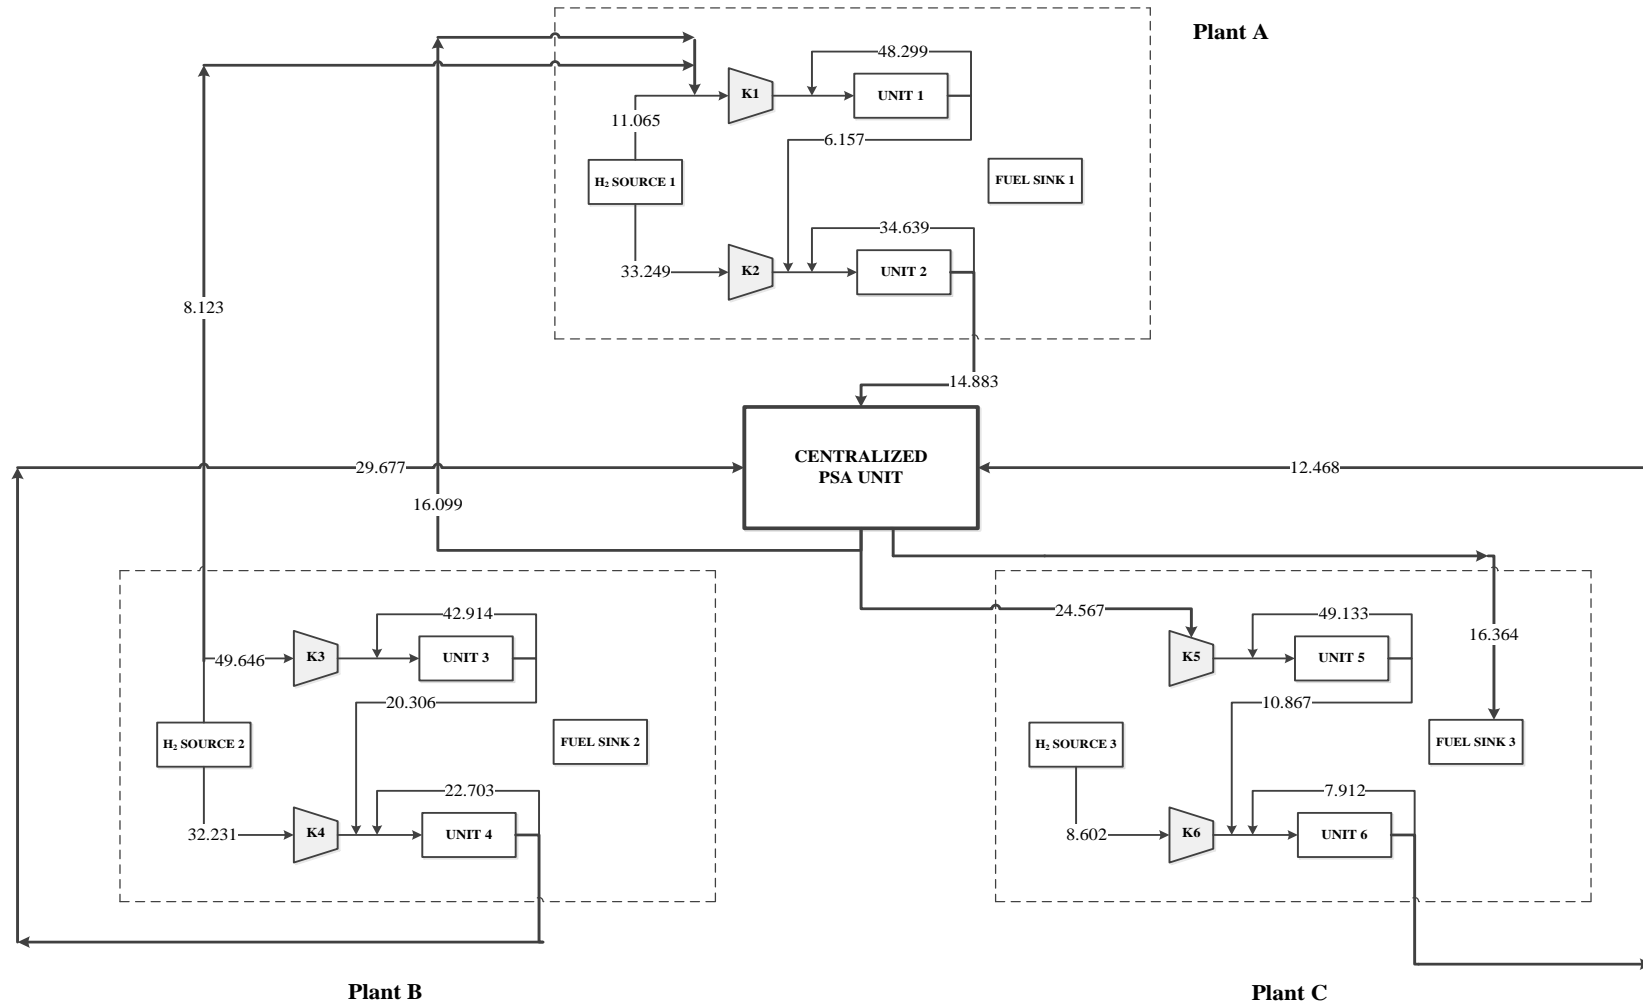 Plant A
48.299
K1
UNIT 1
11.065
6.157
H₂ SOURCE 1
FUEL SINK 1
34.639
33.249
K2
UNIT 2
8.123
14.883
CENTRALIZED
PSA UNIT
29.677
12.468
16.099
42.914
K3
UNIT 3
49.646
20.306
H₂ SOURCE 2
FUEL SINK 2
22.703
32.231
K4
UNIT 4
24.567
49.133
16.364
K5
UNIT 5
10.867
H₂ SOURCE 3
FUEL SINK 3
7.912
8.602
K6
UNIT 6
Plant B
Plant C